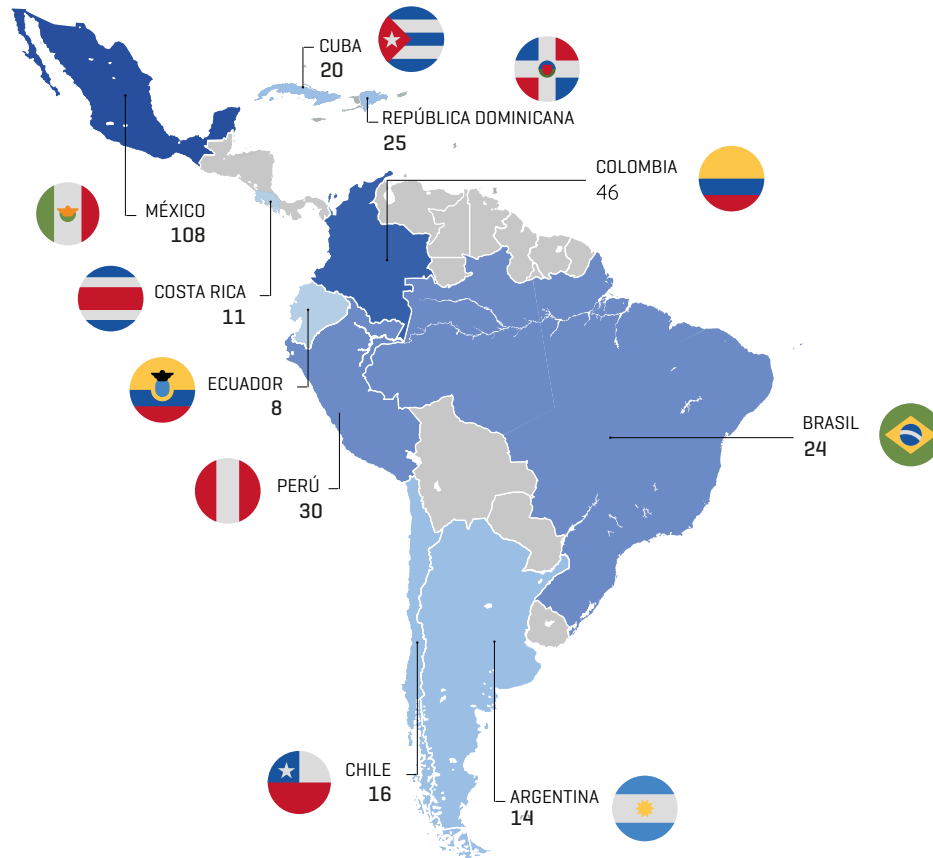 CUBA
20
REPÚBLICA DOMINICANA
25
COLOMBIA
46
MÉXICO
108
COSTA RICA
11
ECUADOR
8
BRASIL
24
PERÚ
30
CHILE
16
ARGENTINA
14